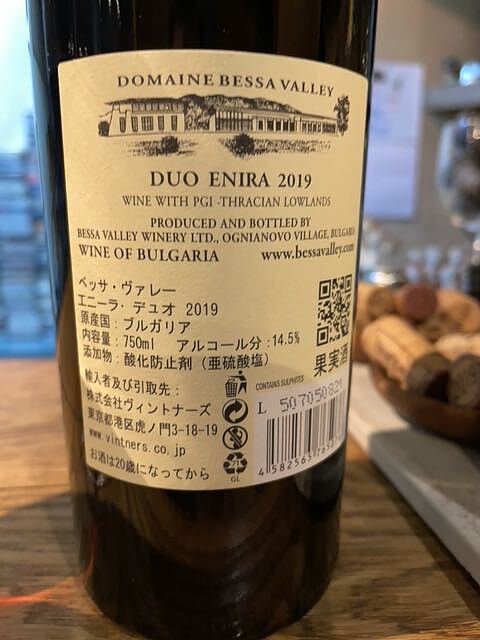 DOMAINE BESSA VALLEY
DUO ENIRA 2019
WINE WITH PGI -THRACIAN LOWLANDS
PRODUCED AND BOTTLED BY
BESSA VALLEY WINERY LTD., OGNIANOVO VILLAGE, BULGARIA
WINE OF BULGARIA www.bessavalley.com
ベッサ・ヴァレー
エニーラ・デュオ 2019
原産国：ブルガリア
内容量：750ml アルコール分：14.5%
添加物：酸化防止剤（亜硫酸塩）
果実酒
輸入者及び引取先：
株式会社ヴィントナーズ
東京都港区虎ノ門3-18-19
www.vintners.co.jp
お酒は20歳になってから
CONTAINS SULPHITES
L
GL